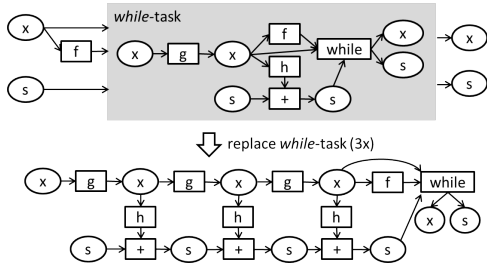 while-task
x f x g x f h while x s x s
s s + s
replace while-task (3x)
x g x g x g x f while
h h h x s
s + s + s + s